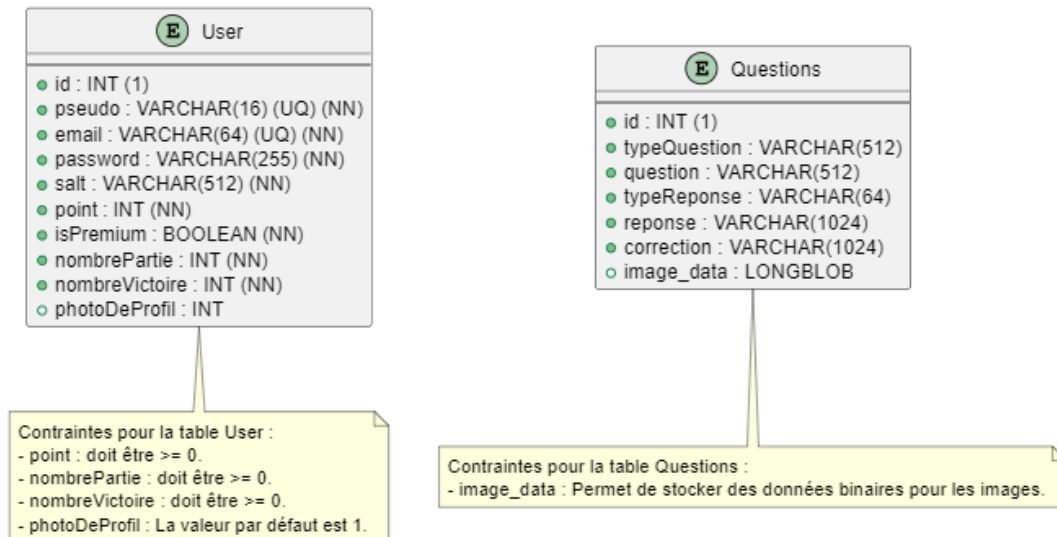 E User
id : INT (1)
pseudo : VARCHAR(16) (UQ) (NN)
email : VARCHAR(64) (UQ) (NN)
password : VARCHAR(255) (NN)
salt : VARCHAR(512) (NN)
point : INT (NN)
isPremium : BOOLEAN (NN)
nombrePartie : INT (NN)
nombreVictoire : INT (NN)
photoDeProfil : INT
Contraintes pour la table User :
- point : doit être >= 0.
- nombrePartie : doit être >= 0.
- nombreVictoire : doit être >= 0.
- photoDeProfil : La valeur par défaut est 1.
E Questions
id : INT (1)
typeQuestion : VARCHAR(512)
question : VARCHAR(512)
typeReponse : VARCHAR(64)
reponse : VARCHAR(1024)
correction : VARCHAR(1024)
image_data : LONGBLOB
Contraintes pour la table Questions :
- image_data : Permet de stocker des données binaires pour les images.